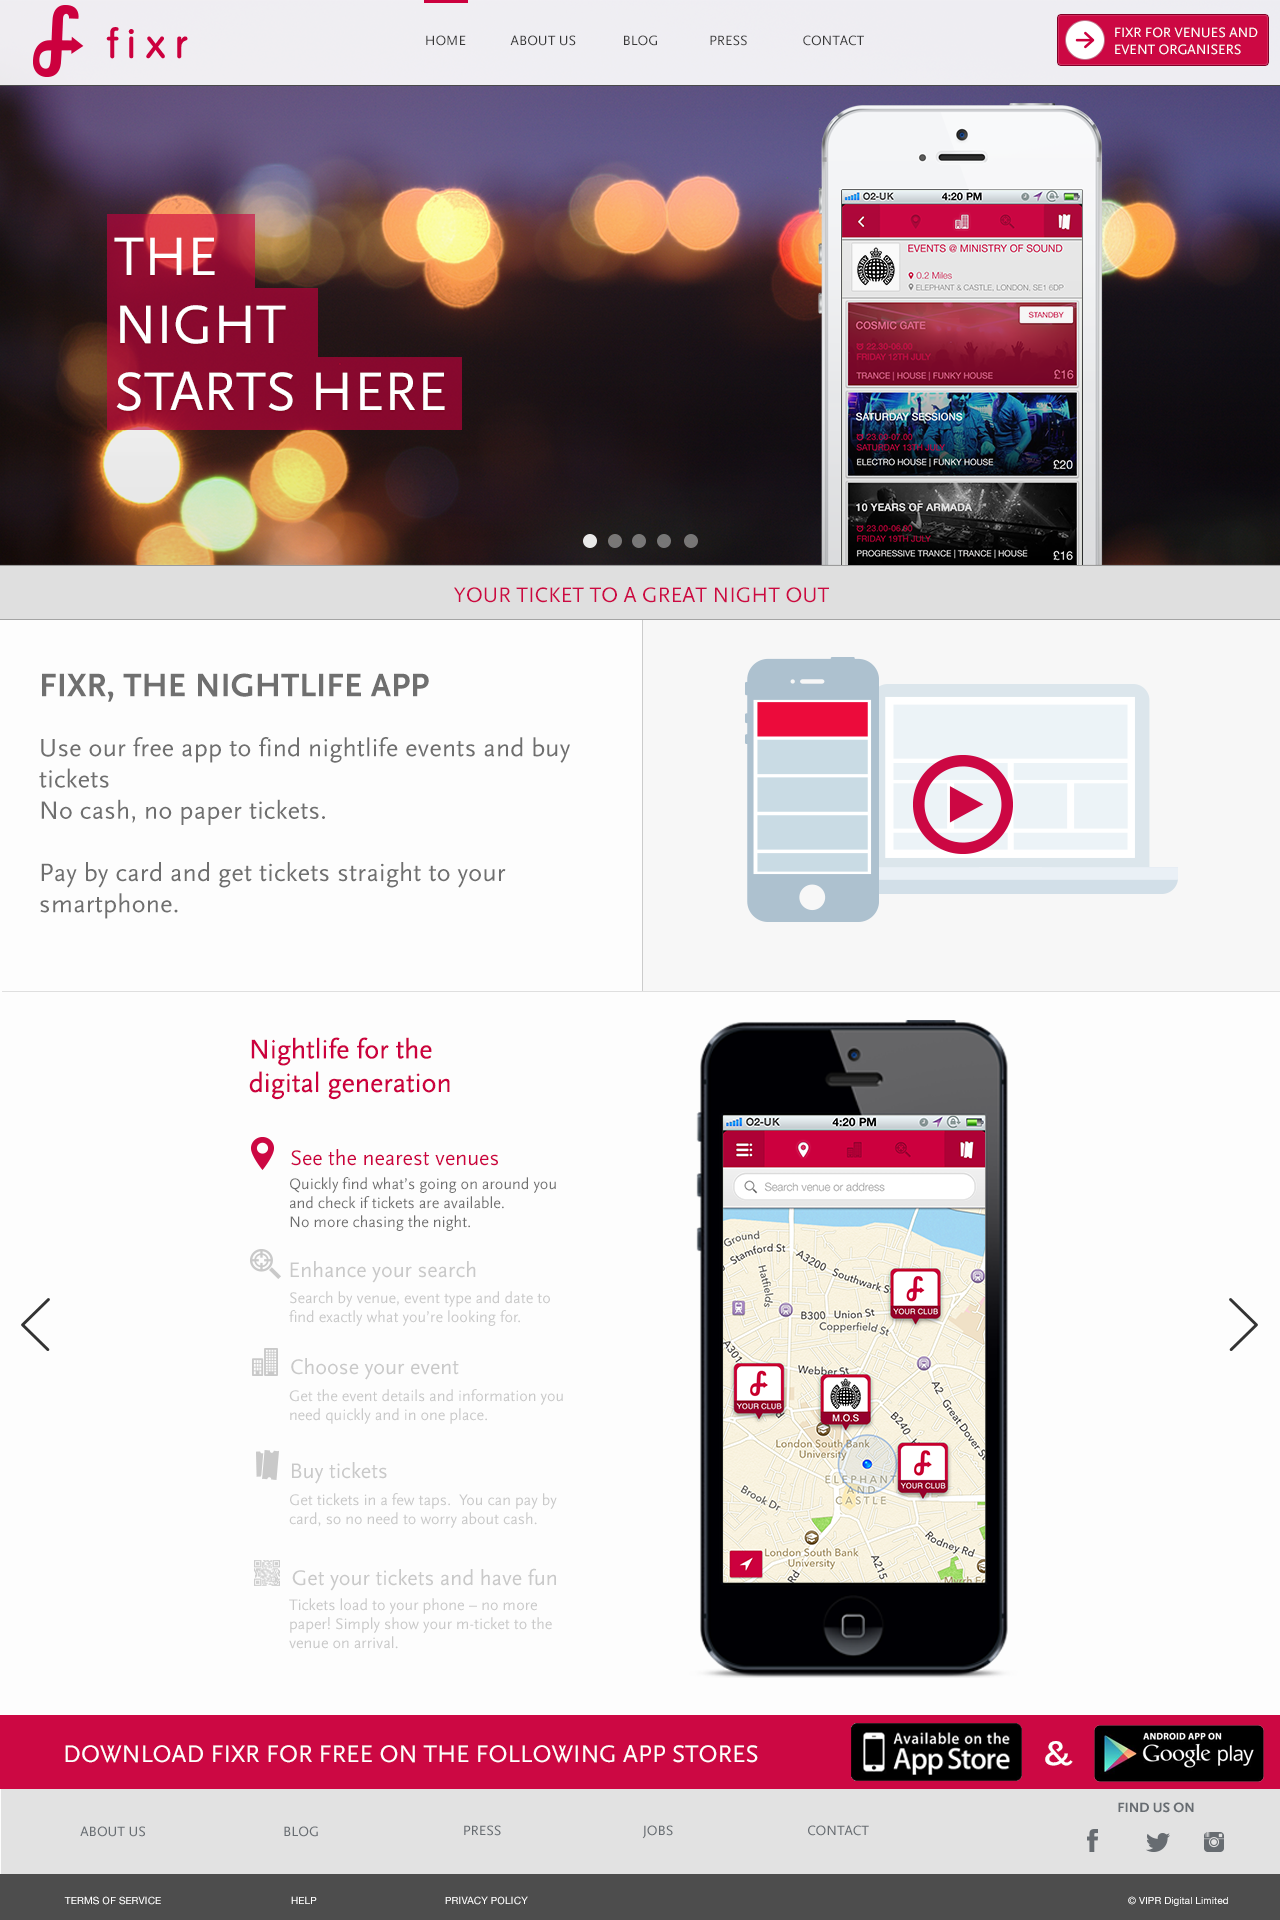 fixr
HOME
ABOUT US
BLOG
PRESS
CONTACT
FIXR FOR VENUES AND
EVENT ORGANISERS
THE
NIGHT
STARTS HERE
O2-UK
4:20 PM
EVENTS @ MINISTRY OF SOUND
0.2 Miles
ELEPHANT & CASTLE, LONDON, SE1 6DP
STANDBY
COSMIC GATE
22.30-06.00
FRIDAY 12TH JULY
TRANCE | HOUSE | FUNKY HOUSE
£16
SATURDAY SESSIONS
23.00-07.00
SATURDAY 13TH JULY
ELECTRO HOUSE | FUNKY HOUSE
£20
10 YEARS OF ARMADA
23.00-06.30
FRIDAY 19TH JULY
PROGRESSIVE TRANCE | TRANCE | HOUSE
£16
YOUR TICKET TO A GREAT NIGHT OUT
FIXR, THE NIGHTLIFE APP
Use our free app to find nightlife events and buy
tickets
No cash, no paper tickets.
Pay by card and get tickets straight to your
smartphone.
Nightlife for the
digital generation
See the nearest venues
Quickly find what's going on around you
and check if tickets are available.
No more chasing the night.
Enhance your search
Search by venue, event type and date to
find exactly what you're looking for.
Choose your event
Get the event details and information you
need quickly and in one place.
Buy tickets
Get tickets in a few taps.  You can pay by
card, so no need to worry about cash.
Get your tickets and have fun
Tickets load to your phone – no more
paper! Simply show your m-ticket to the
venue on arrival.
O2-UK
4:20 PM
Search venue or address
Ground
Stamford St
A3200
Southwark S
Hatfields
YOUR CLUB
B300
Union St
Copperfield St
A301
Webber St
YOUR CLUB
M.O.S
A2
Great Dover S
B240
London South Bank
University
YOUR CLUB
ELEPHANT
AND
CASTLE
Brook Dr
London South Bank
University
Rodney Rd
A215
Rd
DOWNLOAD FIXR FOR FREE ON THE FOLLOWING APP STORES
Available on the
App Store
&
ANDROID APP ON
Google play
ABOUT US
BLOG
PRESS
JOBS
CONTACT
FIND US ON
TERMS OF SERVICE
HELP
PRIVACY POLICY
© VIPR Digital Limited